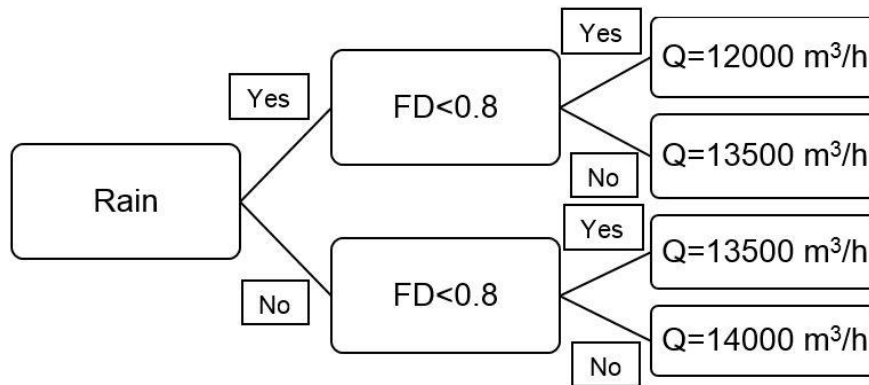 Rain
Yes
FD<0.8
Yes
Q=12000 m³/h
No
Q=13500 m³/h
No
FD<0.8
Yes
Q=13500 m³/h
No
Q=14000 m³/h